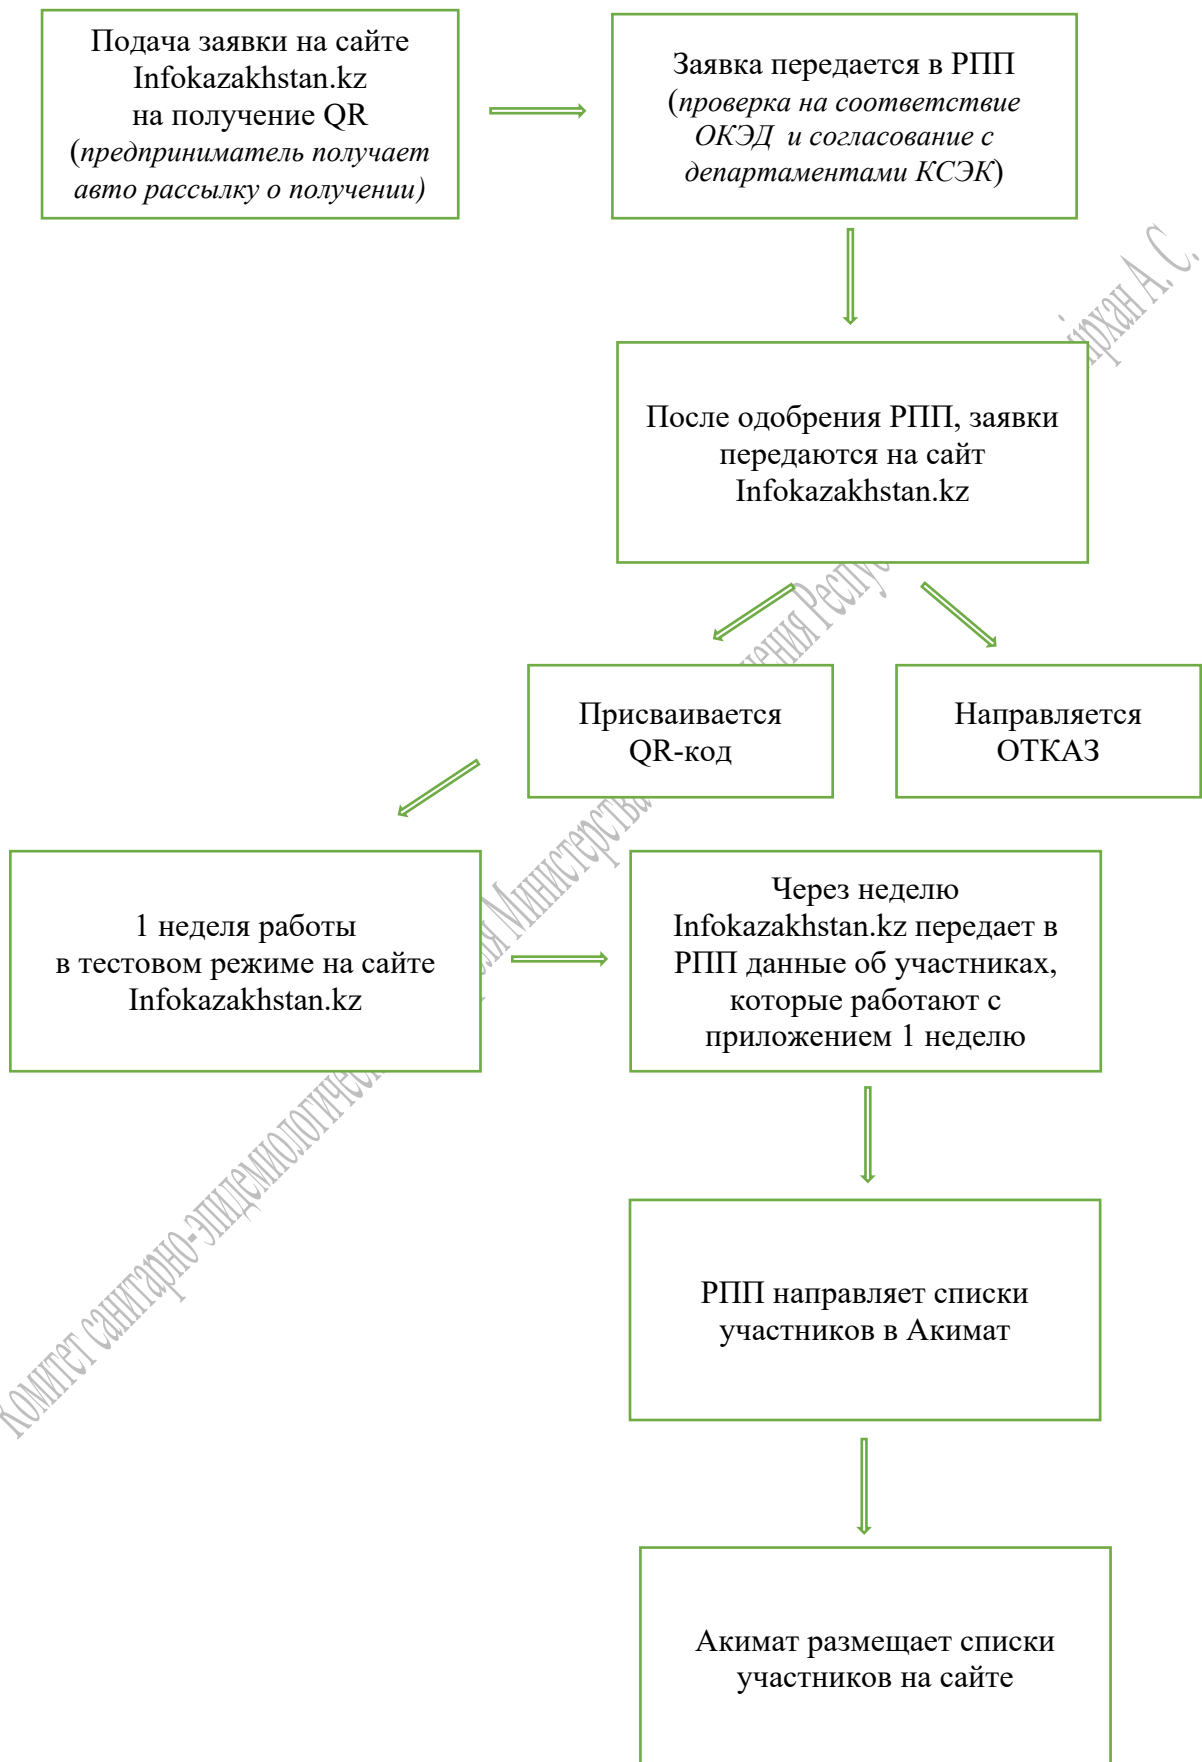 Подача заявки на сайте
Infokazakhstan.kz
на получение QR
(предприниматель получает
авто рассылку о получении)
Заявка передается в РПП
(проверка на соответствие
ОКЭД и согласование с
департаментами КСЭК)
После одобрения РПП, заявки
передаются на сайт
Infokazakhstan.kz
Присваивается
QR-код
Направляется
ОТКАЗ
1 неделя работы
в тестовом режиме на сайте
Infokazakhstan.kz
Через неделю
Infokazakhstan.kz передает в
РПП данные об участниках,
которые работают с
приложением 1 неделю
РПП направляет списки
участников в Акимат
Акимат размещает списки
участников на сайте
Комитет санитарно-эпидемиологичес Министерства А. С.